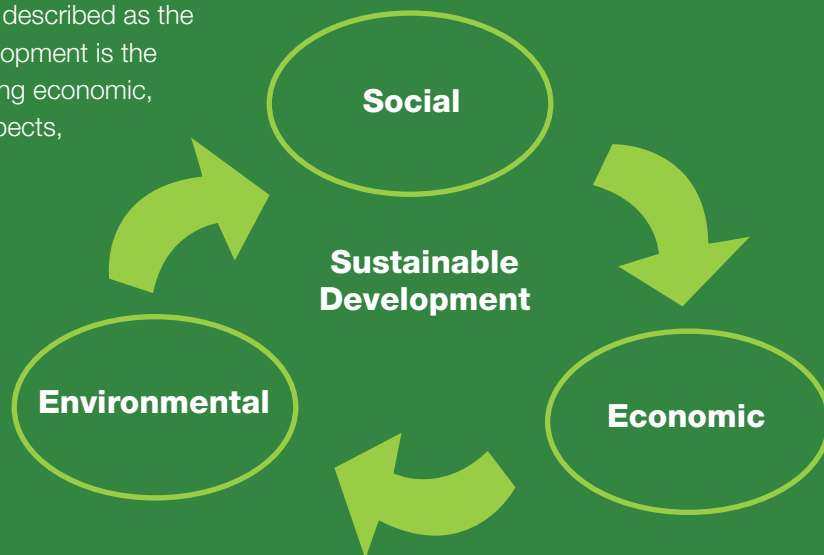 described as the
opment is the
ng economic,
pects,
Social
Sustainable
Development
Environmental
Economic